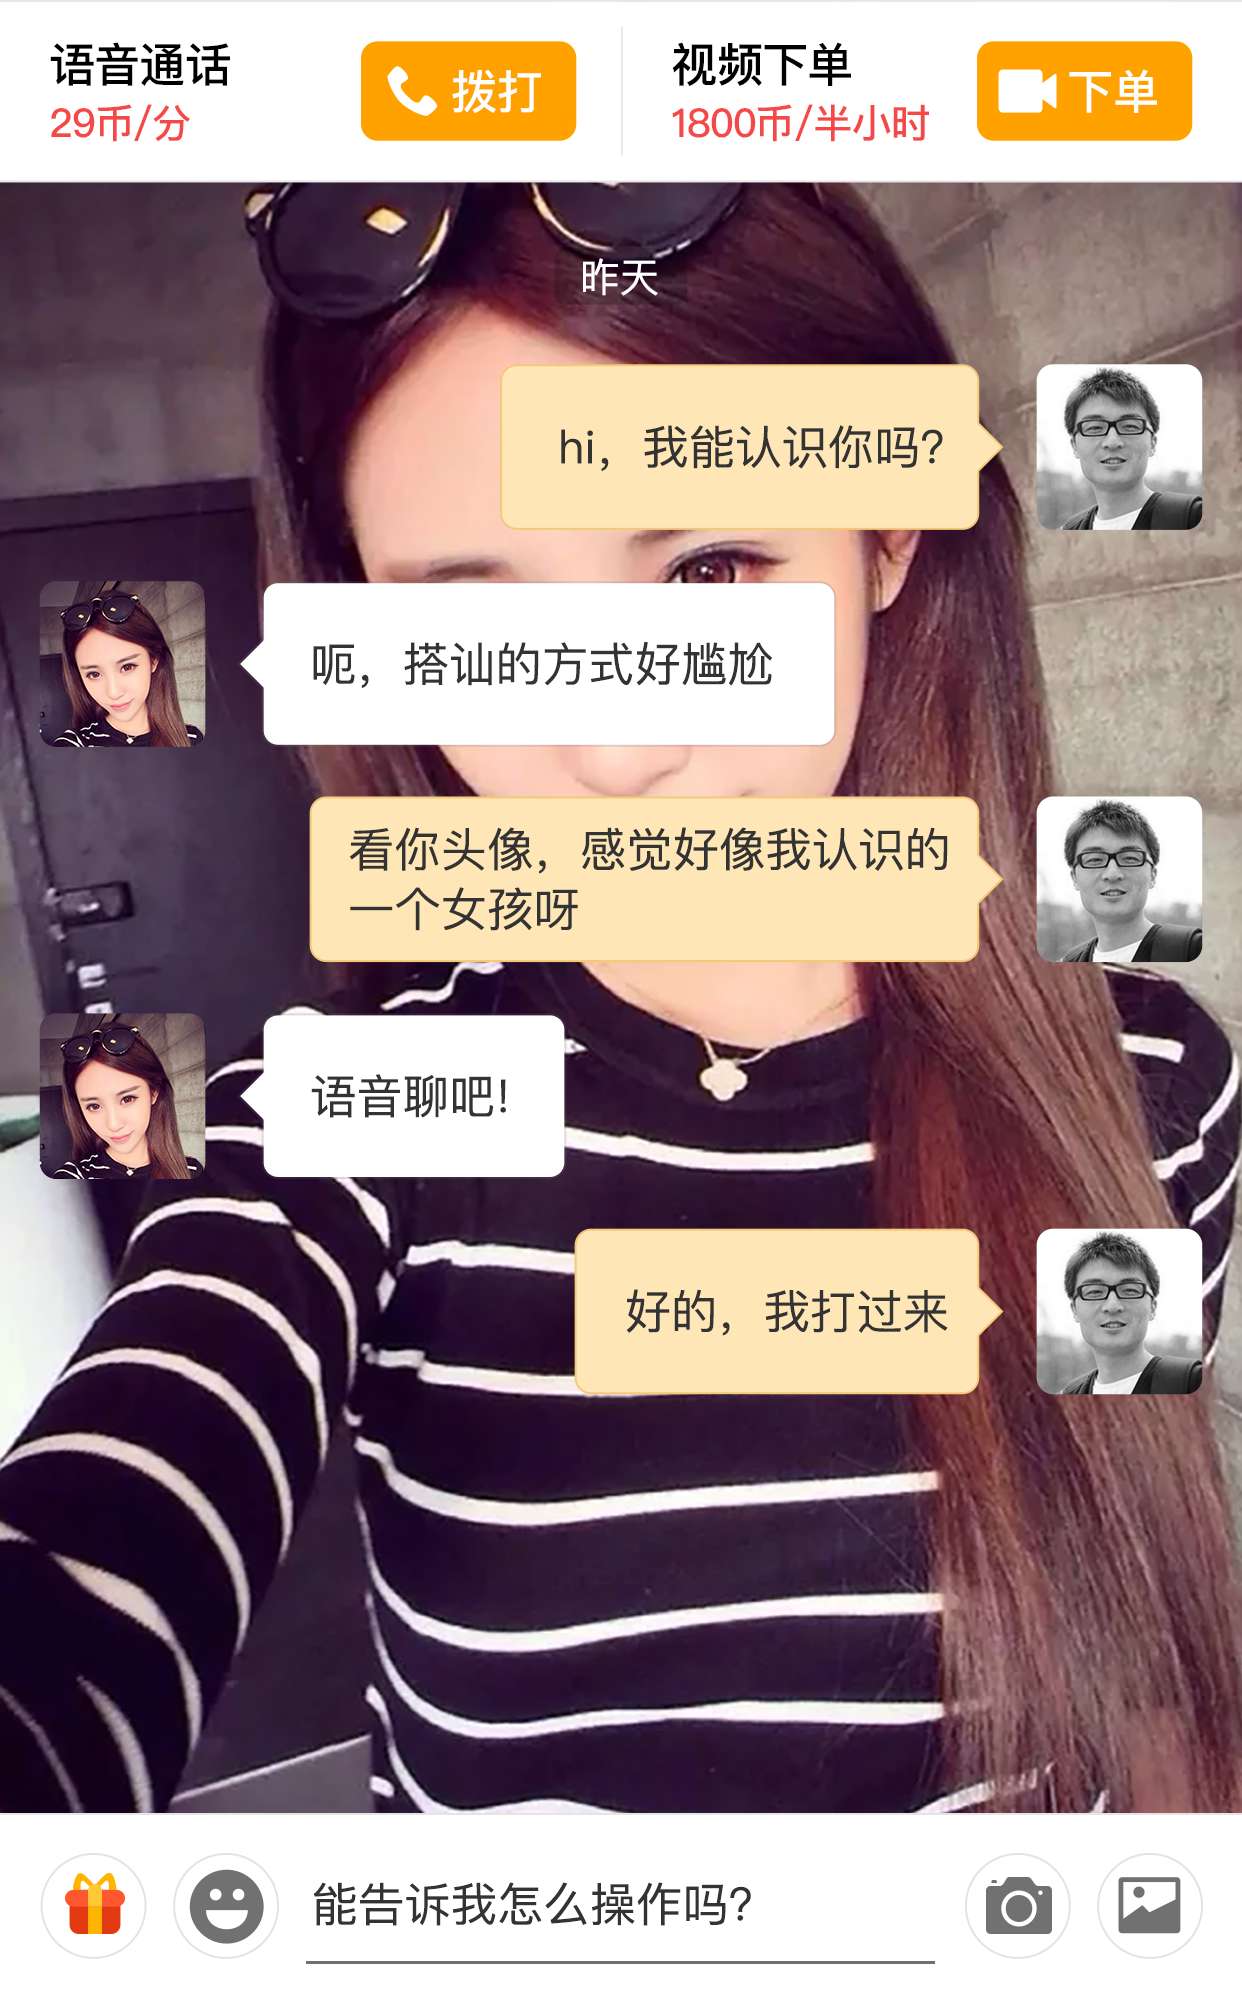 语音通话
29币/分
拨打
视频下单
1800币/半小时
下单
昨天
hi，我能认识你吗？
呃，搭讪的方式好尴尬
看你头像，感觉好像我认识的
一个女孩呀
语音聊吧！
好的，我打过来
能告诉我怎么操作吗？